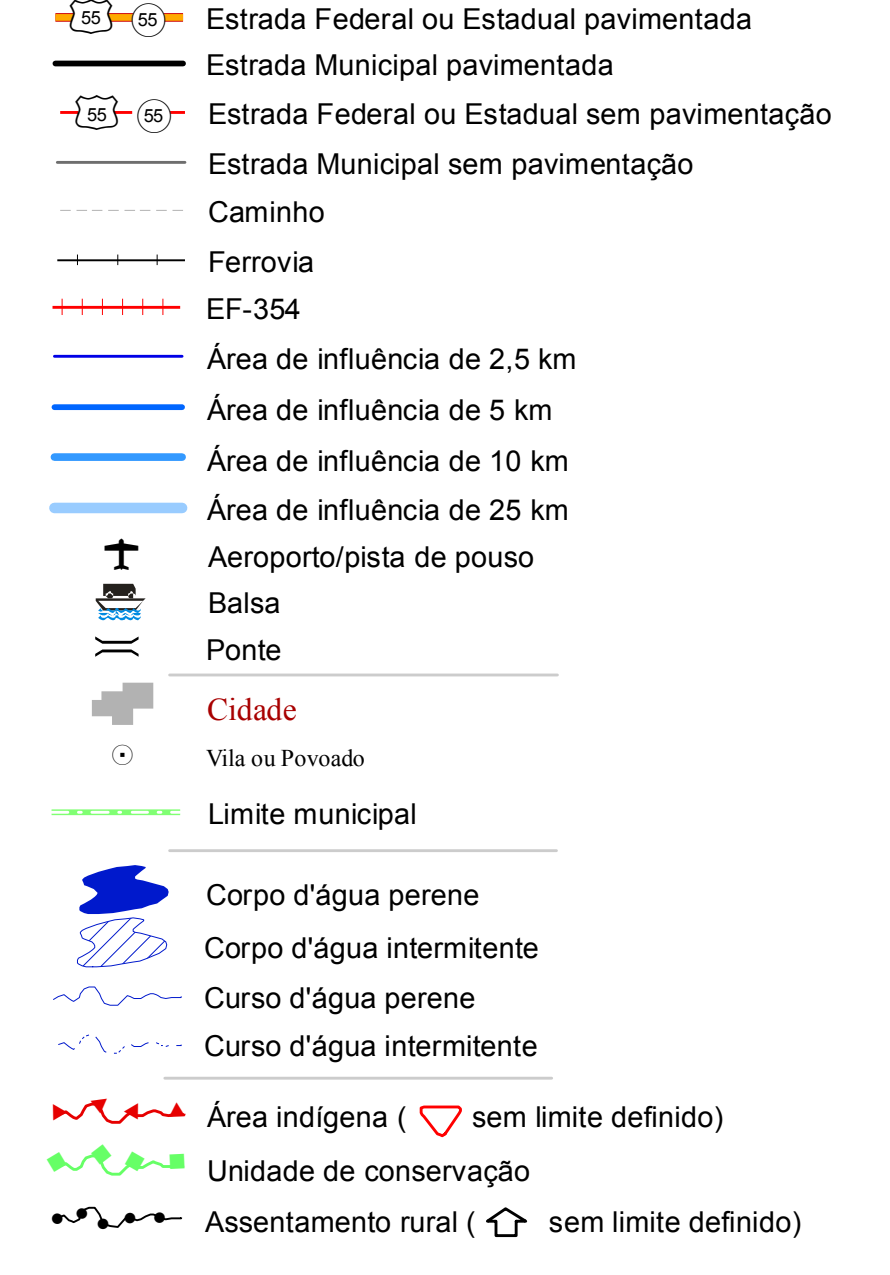 55 55 Estrada Federal ou Estadual pavimentada
Estrada Municipal pavimentada
55 55 Estrada Federal ou Estadual sem pavimentação
Estrada Municipal sem pavimentação
Caminho
Ferrovia
EF-354
Área de influência de 2,5 km
Área de influência de 5 km
Área de influência de 10 km
Área de influência de 25 km
Aeroporto/pista de pouso
Balsa
Ponte
Cidade
Vila ou Povoado
Limite municipal
Corpo d'água perene
Corpo d'água intermitente
Curso d'água perene
Curso d'água intermitente
Área indígena ( sem limite definido)
Unidade de conservação
Assentamento rural ( sem limite definido)